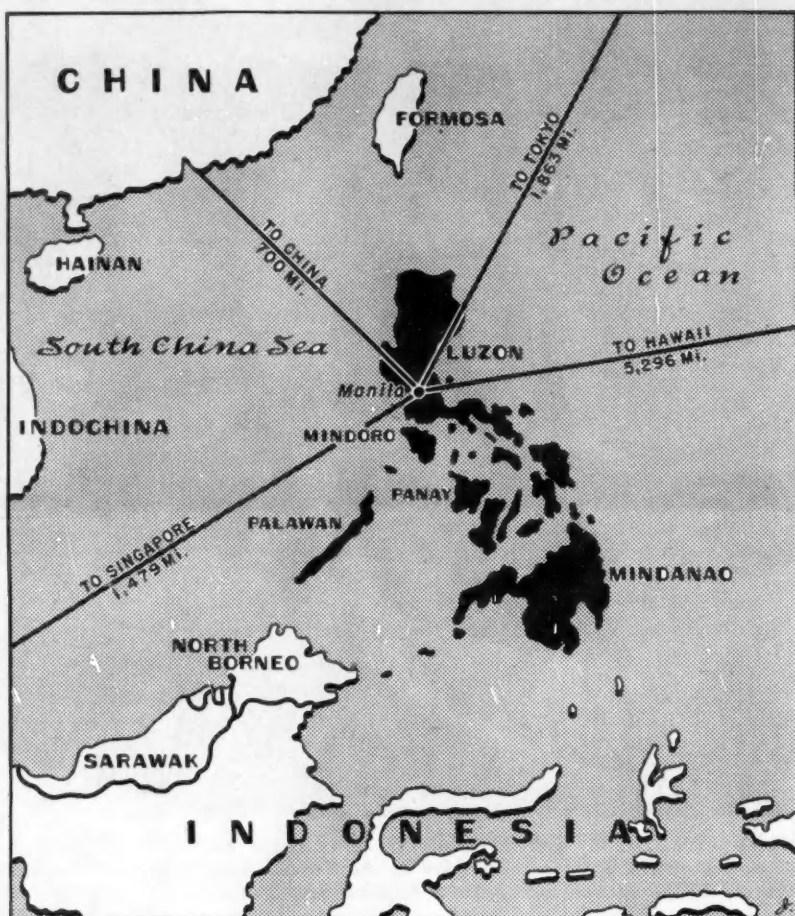 CHINA
FORMOSA
TO TOKYO
1,863 Mi.
TO CHINA
700 Mi.
HAINAN
Pacific
Ocean
South China Sea
LUZON
TO HAWAII
5,296 Mi.
Manila
INDOCHINA
MINDORO
PANAY
PALAWAN
TO SINGAPORE
1,479 Mi.
MINDANAO
NORTH
BORNEO
SARAWAK
INDONESIA